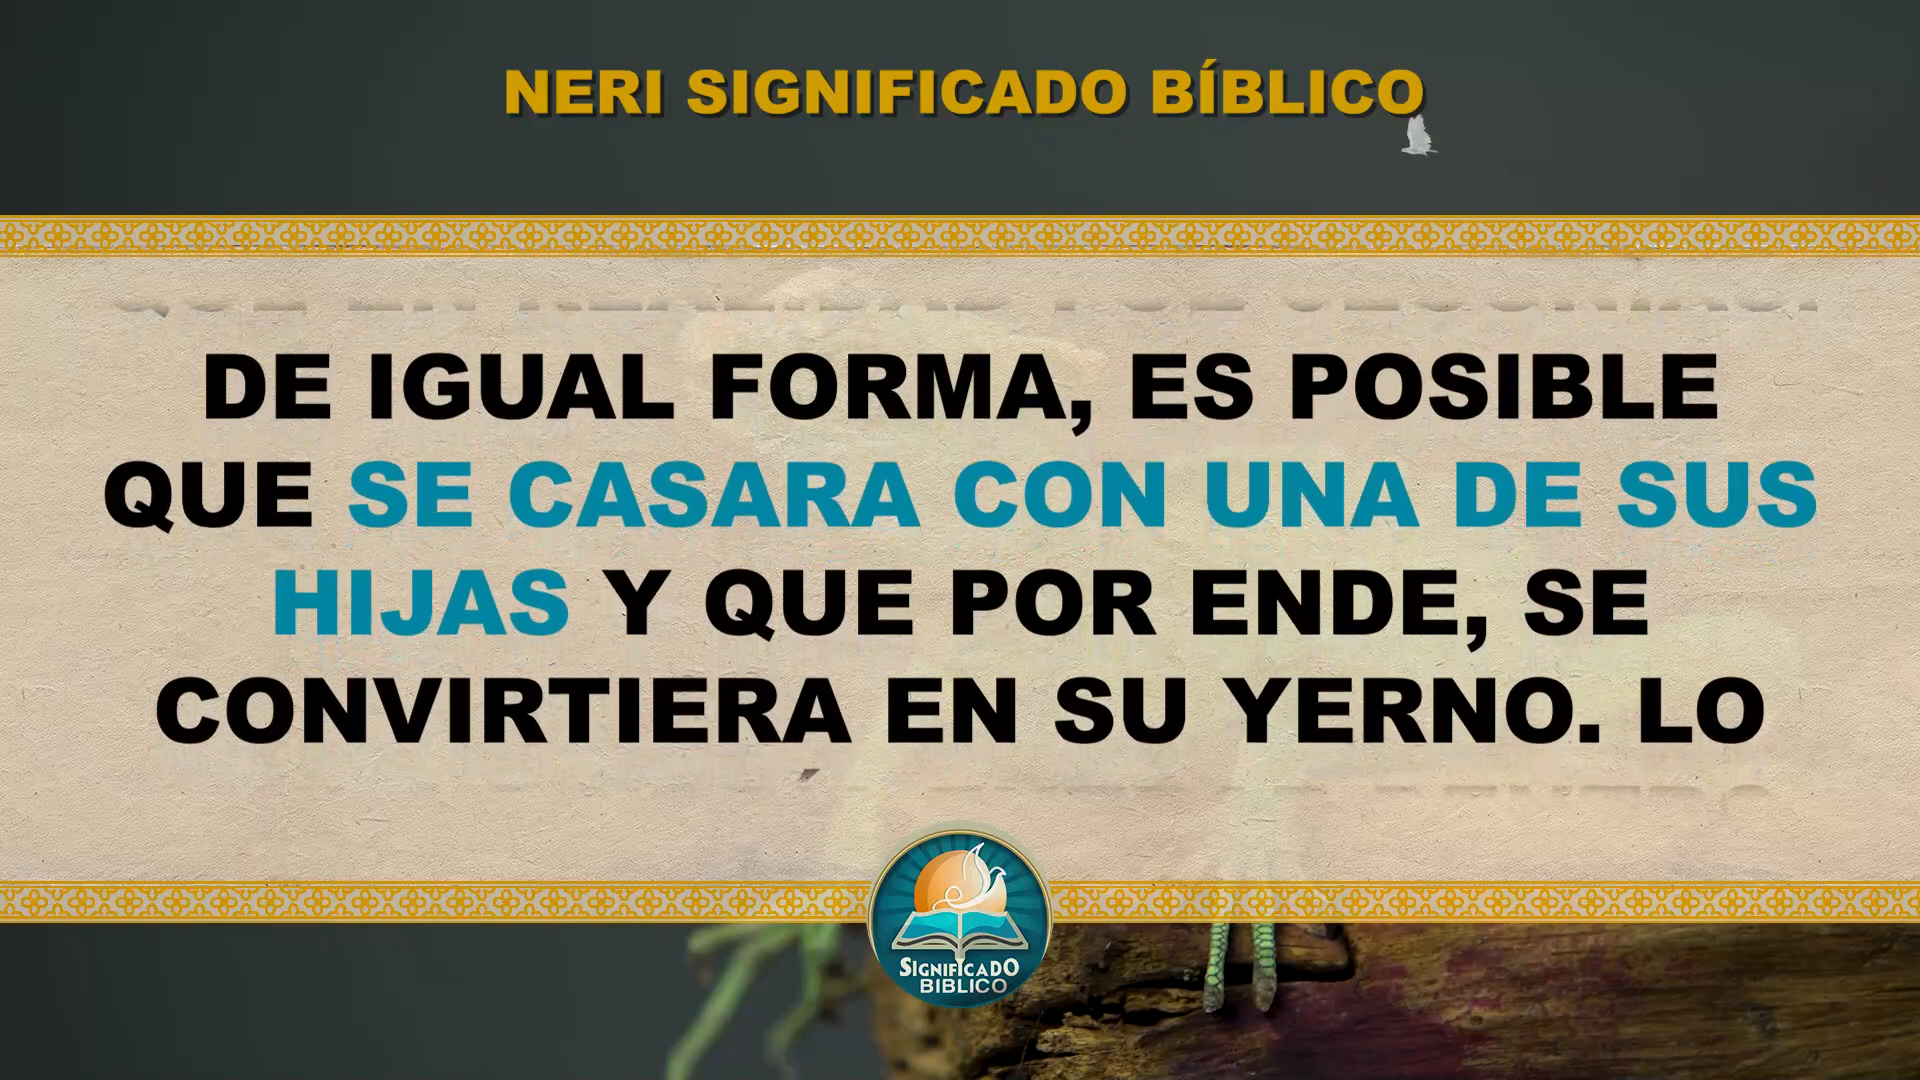 NERI SIGNIFICADO BÍBLICO
DE IGUAL FORMA, ES POSIBLE
QUE SE CASARA CON UNA DE SUS
HIJAS Y QUE POR ENDE, SE
CONVIRTIERA EN SU YERNO. LO
SIGNIFICADO
BIBLICO